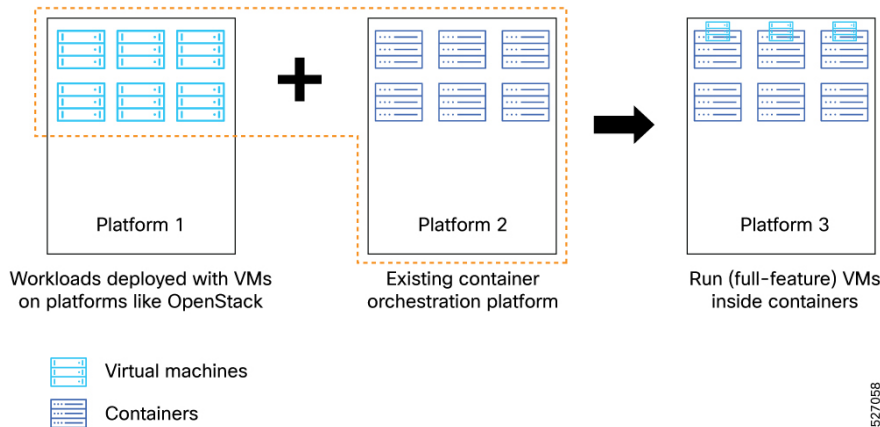 Platform 1
Platform 2
Platform 3
Workloads deployed with VMs
on platforms like OpenStack
Existing container
orchestration platform
Run (full-feature) VMs
inside containers
Virtual machines
Containers
527058